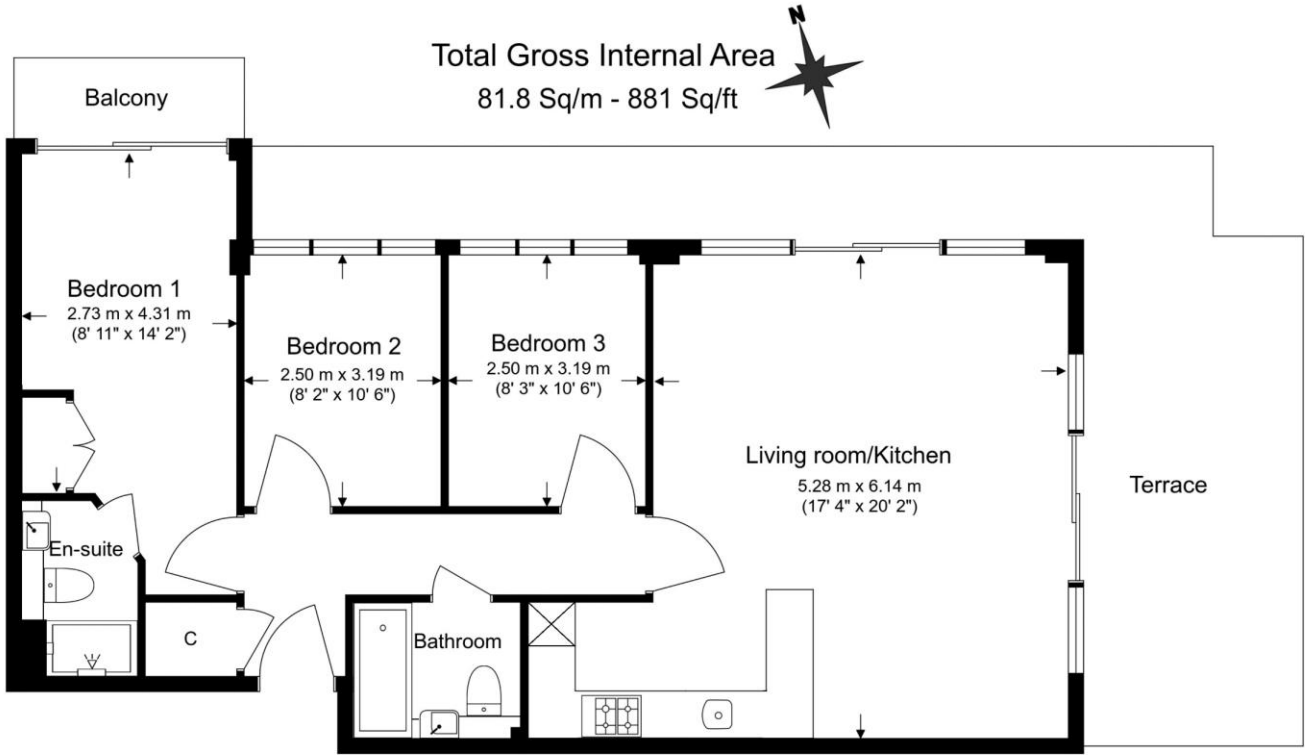 N
Total Gross Internal Area
81.8 Sq/m - 881 Sq/ft
Balcony
Bedroom 1
2.73 m x 4.31 m
(8' 11" x 14' 2")
Bedroom 2
2.50 m x 3.19 m
(8' 2" x 10' 6")
Bedroom 3
2.50 m x 3.19 m
(8' 3" x 10' 6")
Living room/Kitchen
5.28 m x 6.14 m
(17' 4" x 20' 2")
Terrace
En-suite
C
Bathroom